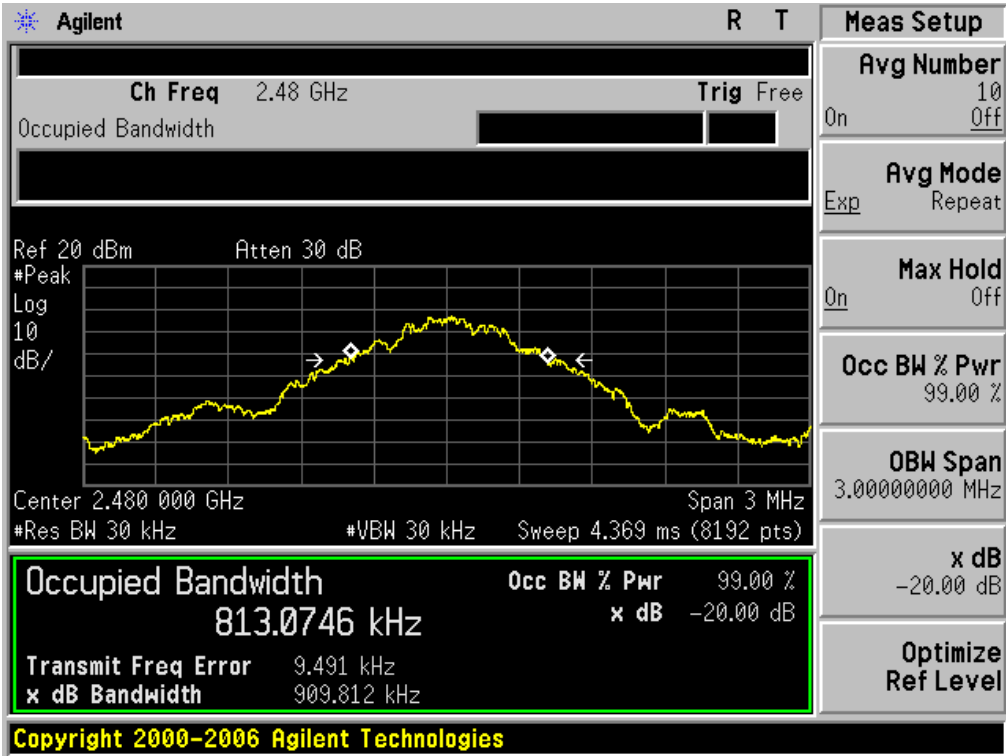 Agilent R T
Ch Freq 2.48 GHz Trig Free
Occupied Bandwidth
Ref 20 dBm Atten 30 dB
#Peak
Log
10
dB/
Center 2.480 000 GHz Span 3 MHz
#Res BW 30 kHz #VBW 30 kHz Sweep 4.369 ms (8192 pts)
Occupied Bandwidth Occ BW % Pwr 99.00 %
813.0746 kHz x dB -20.00 dB
Transmit Freq Error 9.491 kHz
x dB Bandwidth 909.812 kHz
Copyright 2000-2006 Agilent Technologies
Meas Setup
Avg Number
10
On Off
Avg Mode
Exp Repeat
Max Hold
On Off
Occ BW % Pwr
99.00 %
OBW Span
3.00000000 MHz
x dB
-20.00 dB
Optimize
Ref Level